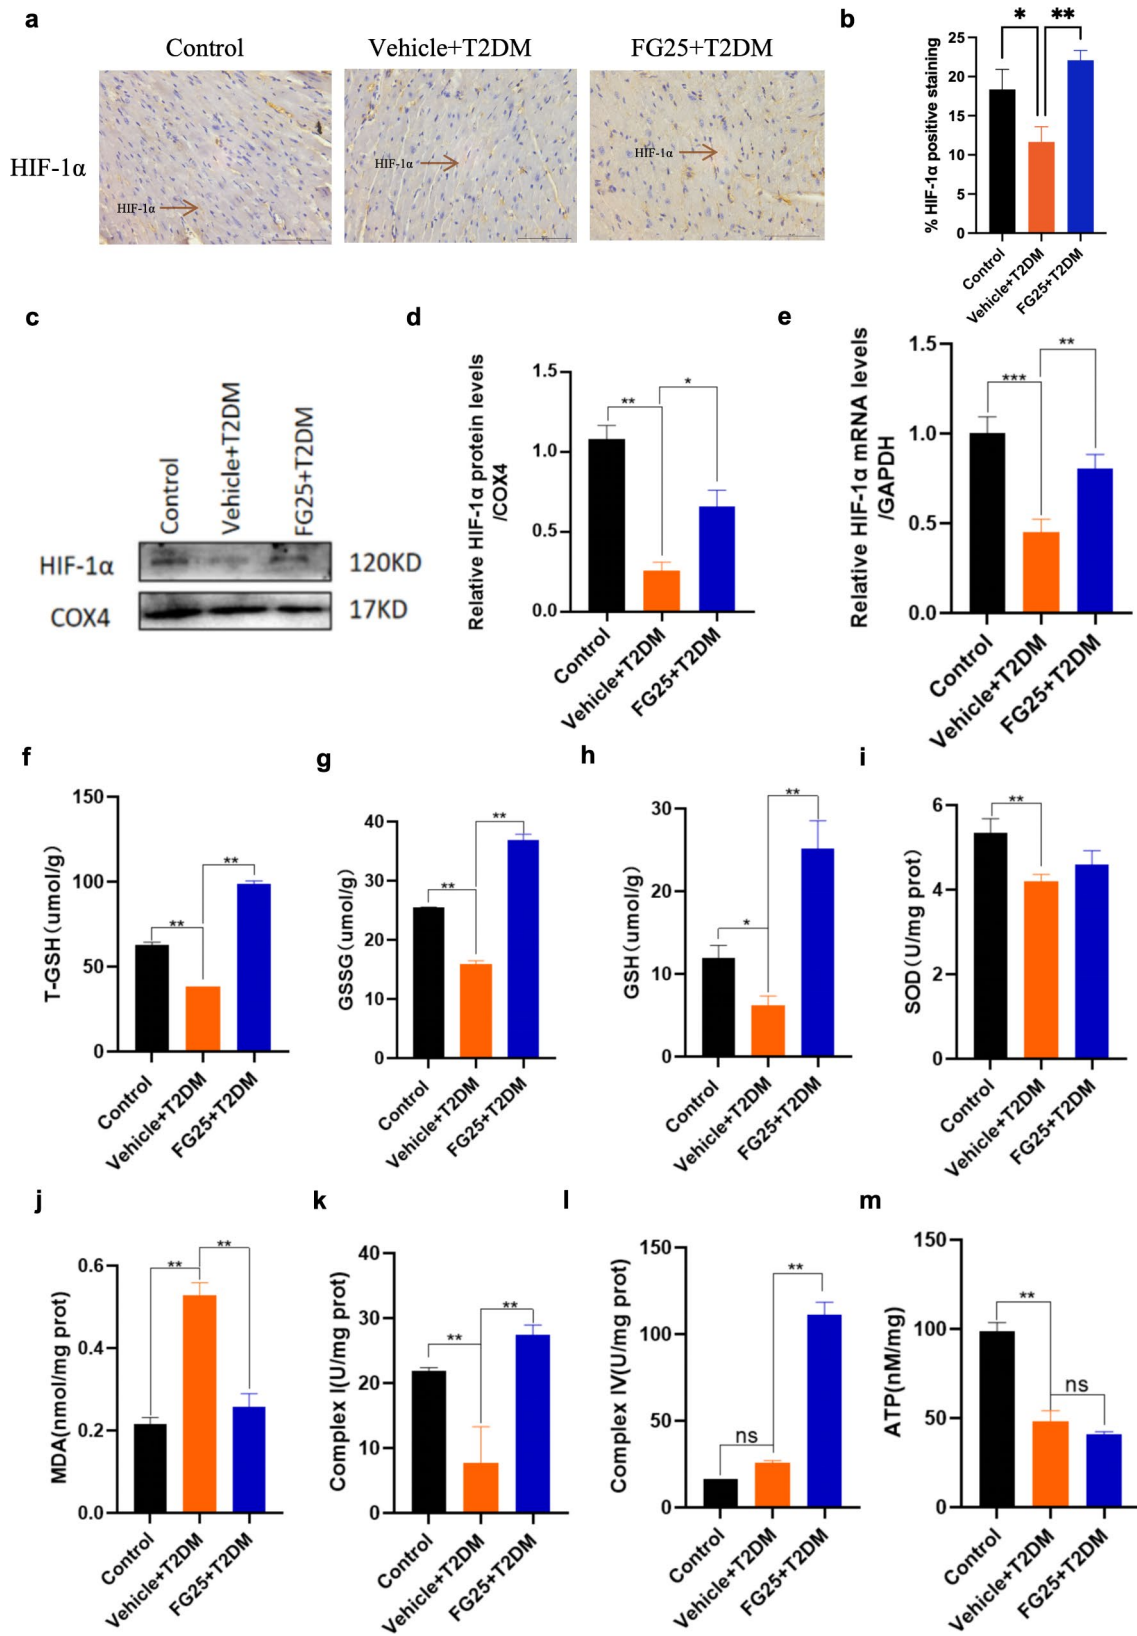 a
Control
Vehicle+T2DM
FG25+T2DM
HIF-1α
HIF-1α
HIF-1α
HIF-1α
b
*
**
% HIF-1α positive staining
25
20
15
10
5
0
Control
Vehicle+T2DM
FG25+T2DM
c
Control
Vehicle+T2DM
FG25+T2DM
HIF-1α
120KD
COX4
17KD
d
Relative HIF-1α protein levels
/COX4
1.5
1.0
0.5
0.0
**
*
Control
Vehicle+T2DM
FG25+T2DM
e
Relative HIF-1α mRNA levels
/GAPDH
1.5
1.0
0.5
0.0
***
**
Control
Vehicle+T2DM
FG25+T2DM
f
T-GSH(umol/g)
150
100
50
0
**
**
Control
Vehicle+T2DM
FG25+T2DM
g
GSSG(umol/g)
40
30
20
10
0
**
**
Control
Vehicle+T2DM
FG25+T2DM
h
GSH(umol/g)
30
20
10
0
*
**
Control
Vehicle+T2DM
FG25+T2DM
i
SOD(U/mg prot)
6
4
2
0
**
Control
Vehicle+T2DM
FG25+T2DM
j
MDA(nmol/mg prot)
0.6
0.4
0.2
0.0
**
**
Control
Vehicle+T2DM
FG25+T2DM
k
Complex I(U/mg prot)
40
30
20
10
0
**
**
Control
Vehicle+T2DM
FG25+T2DM
l
Complex IV(U/mg prot)
150
100
50
0
ns
**
Control
Vehicle+T2DM
FG25+T2DM
m
ATP(nM/mg)
150
100
50
0
**
ns
Control
Vehicle+T2DM
FG25+T2DM